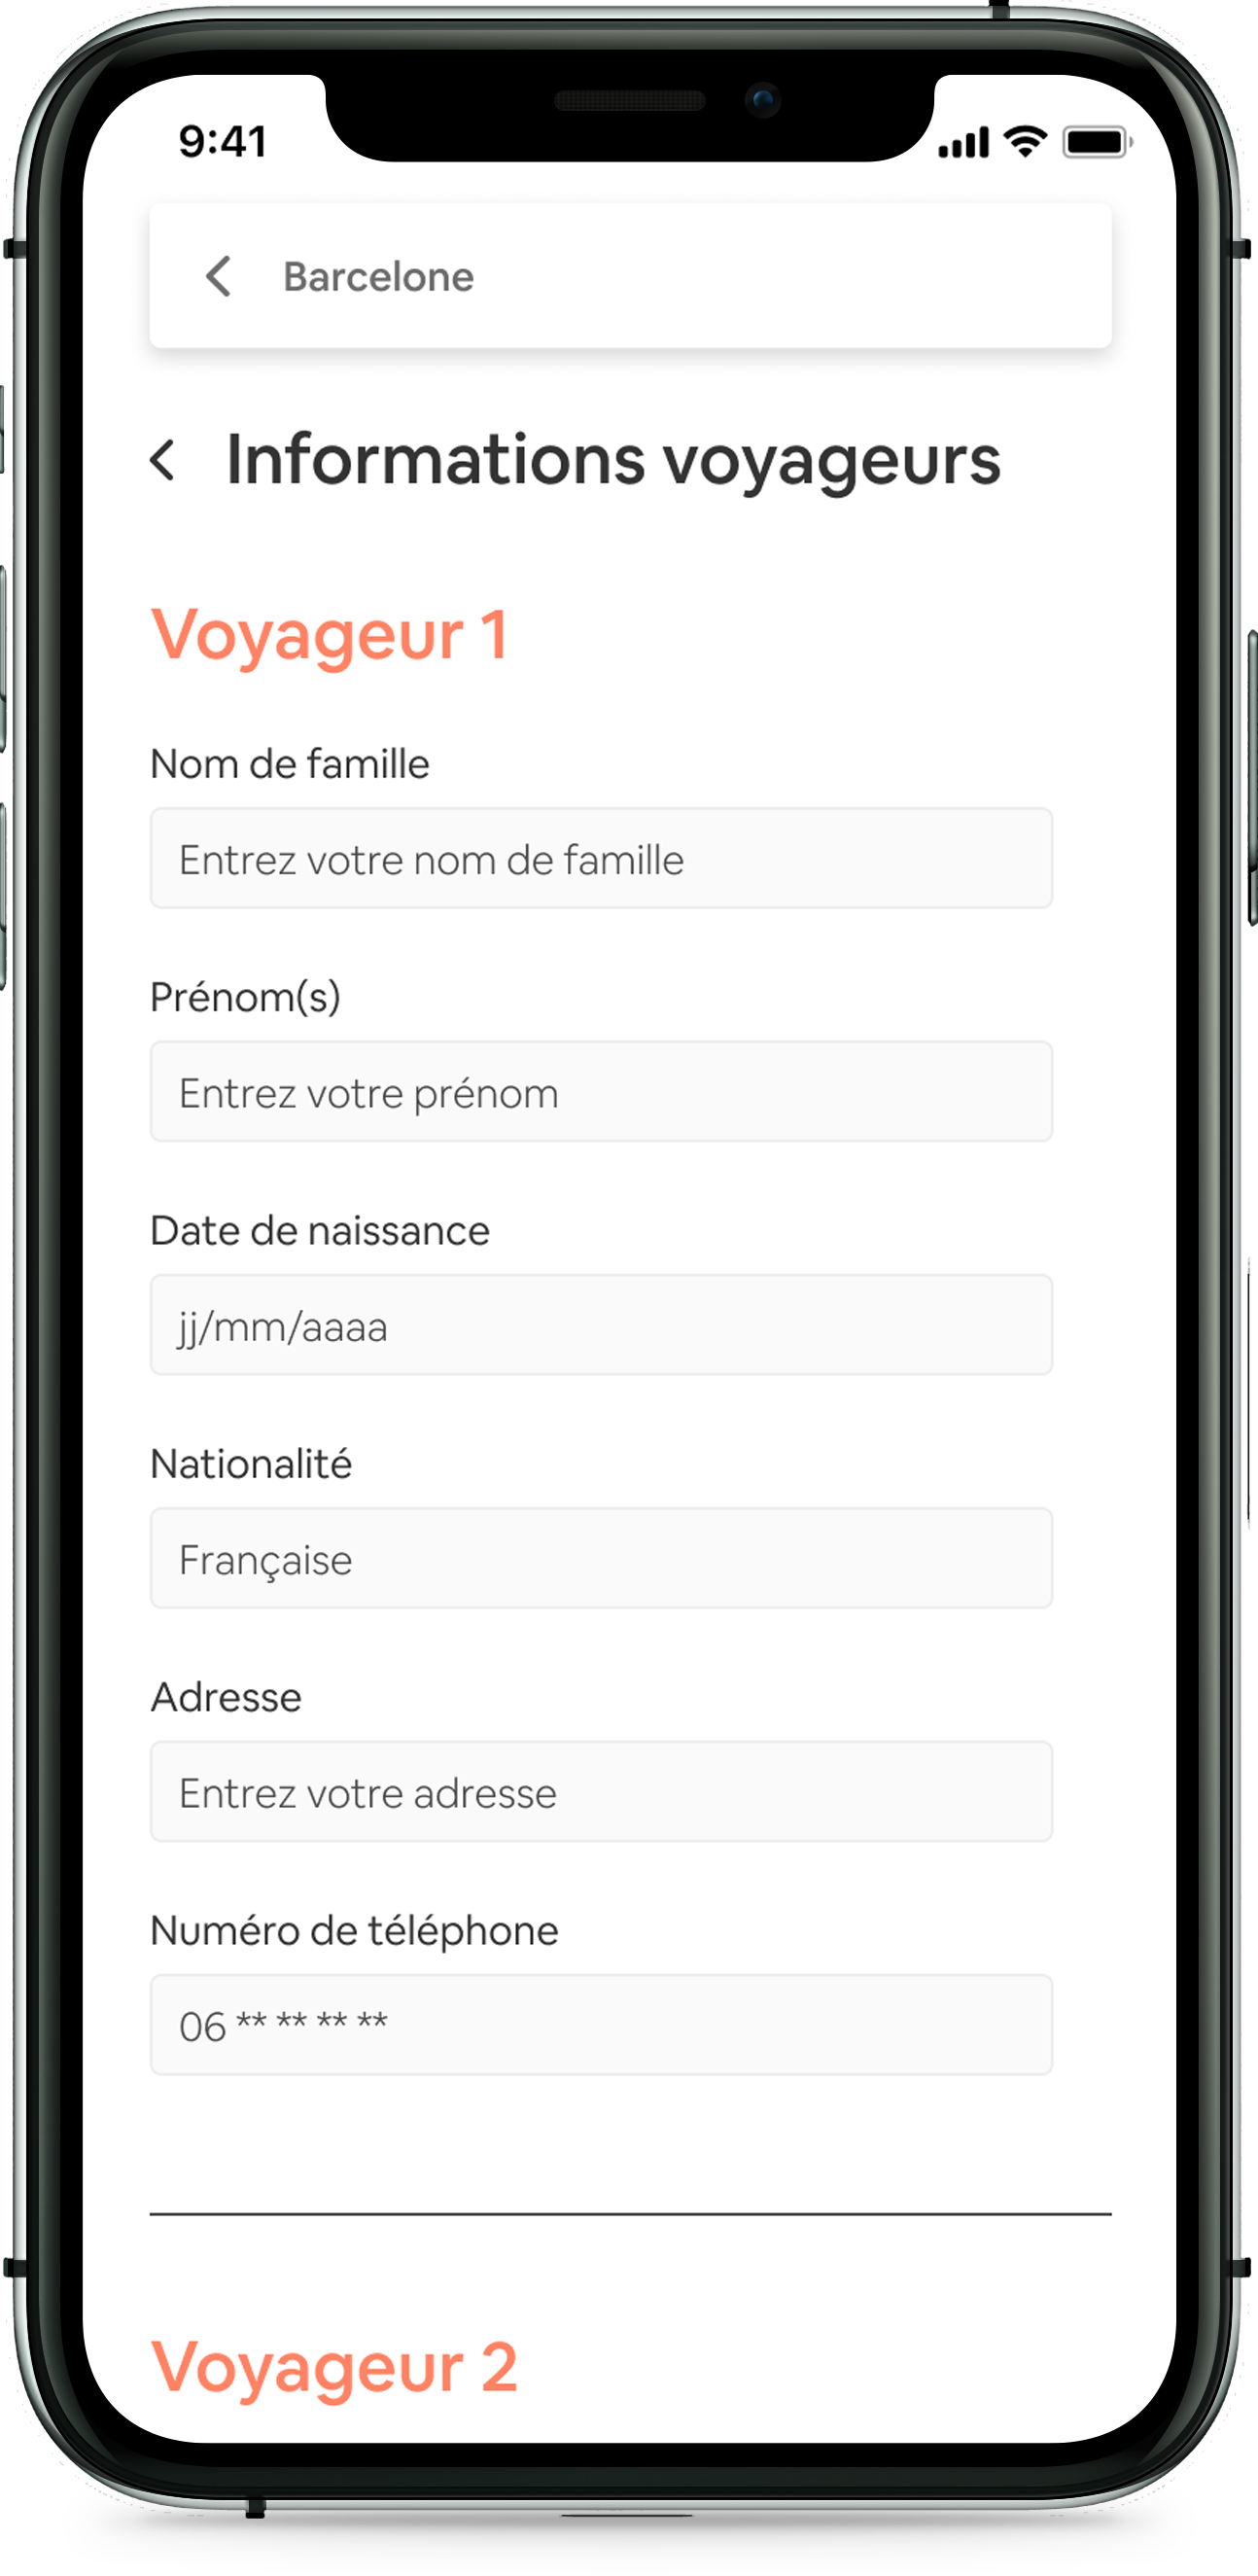 9:41
Barcelone
Informations voyageurs
Voyageur 1
Nom de famille
Entrez votre nom de famille
Prénom(s)
Entrez votre prénom
Date de naissance
jj/mm/aaaa
Nationalité
Française
Adresse
Entrez votre adresse
Numéro de téléphone
06 ** ** ** **
Voyageur 2